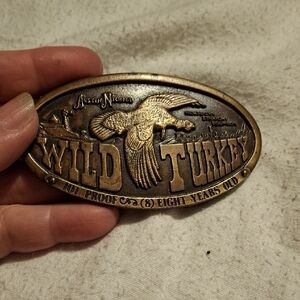 Austin Nichols
WILD TURKEY
101 PROOF (8) EIGHT YEARS OLD